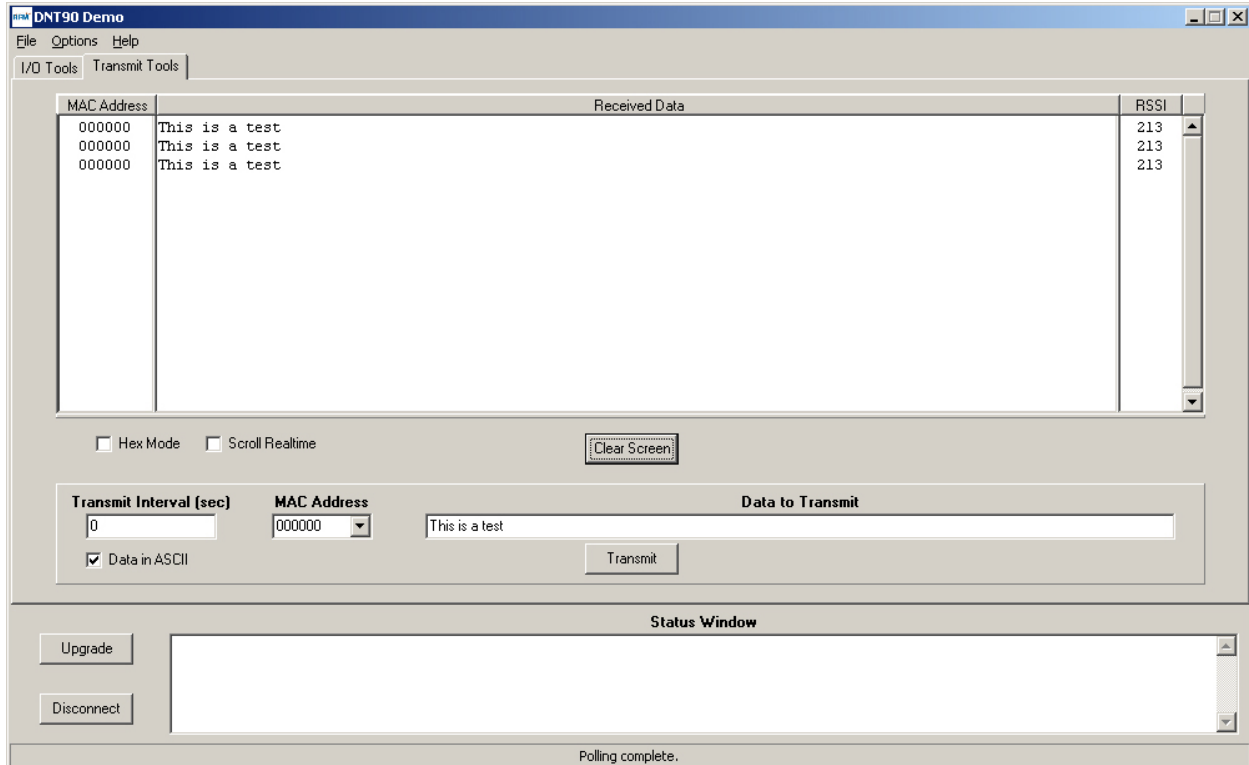 RFM DNT90 Demo
File Options Help
I/O Tools Transmit Tools
MAC Address Received Data RSSI
000000 This is a test 213
000000 This is a test 213
000000 This is a test 213
Hex Mode Scroll Realtime Clear Screen
Transmit Interval (sec) MAC Address Data to Transmit
0 000000 This is a test
Data in ASCII Transmit
Status Window
Upgrade
Disconnect
Polling complete.